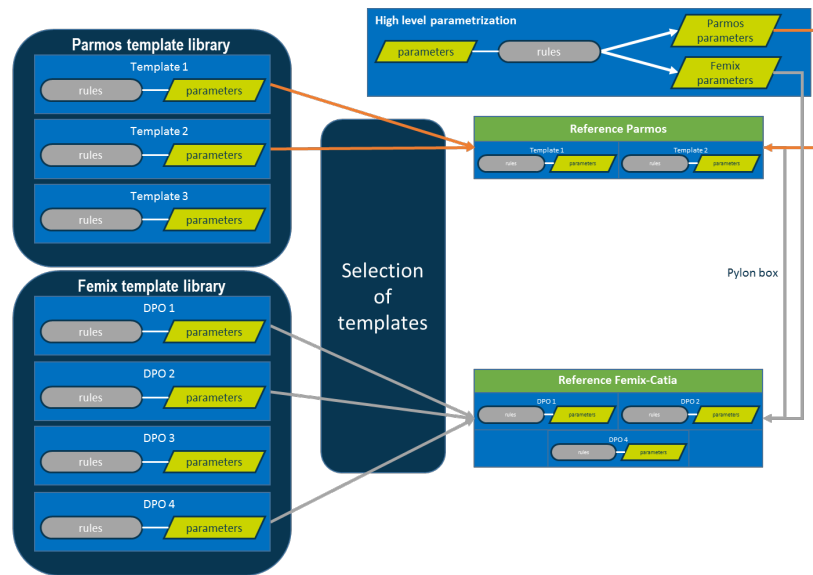 Parmos template library
Template 1
rules
parameters
Template 2
rules
parameters
Template 3
rules
parameters
Femix template library
DPO 1
rules
parameters
DPO 2
rules
parameters
DPO 3
rules
parameters
DPO 4
rules
parameters
Selection
of
templates
High level parametrization
parameters
rules
Parmos
parameters
Femix
parameters
Reference Parmos
Template 1
rules
parameters
Template 2
rules
parameters
Pylon box
Reference Femix-Catia
DPO 1
rules
parameters
DPO 2
rules
parameters
DPO 4
rules
parameters